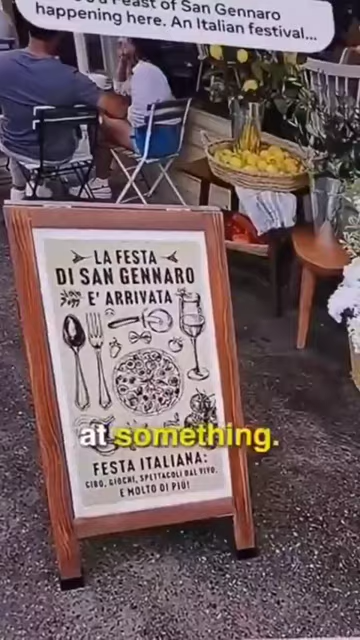 Feast of San Gennaro
happening here. An Italian festival...
LA FESTA
DI SAN GENNARO
E' ARRIVATA
at something.
FESTA ITALIANA:
CIBO, GIOCHI, SPETTACOLI DAL VIVO,
E MOLTO DI PIÙ!